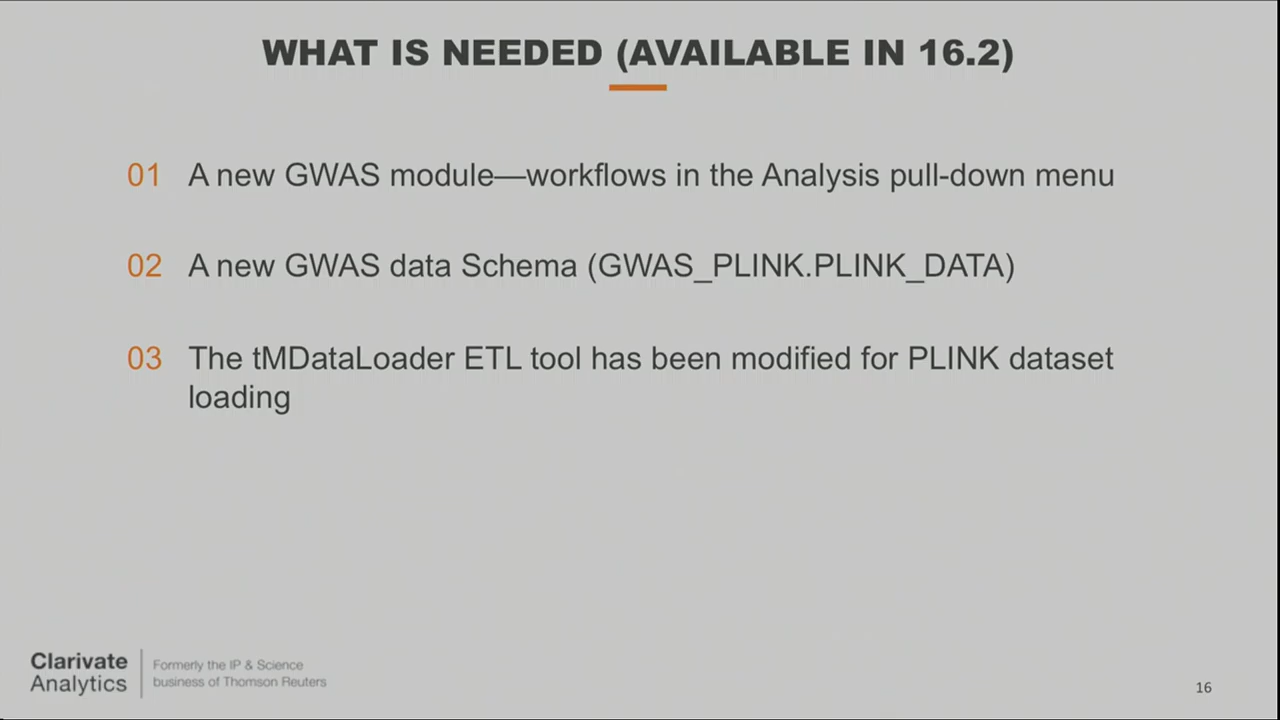 WHAT IS NEEDED (AVAILABLE IN 16.2)
01 A new GWAS module—workflows in the Analysis pull-down menu
02 A new GWAS data Schema (GWAS_PLINK.PLINK_DATA)
03 The tMDataLoader ETL tool has been modified for PLINK dataset
loading
Clarivate
Analytics
Formerly the IP & Science
business of Thomson Reuters
16